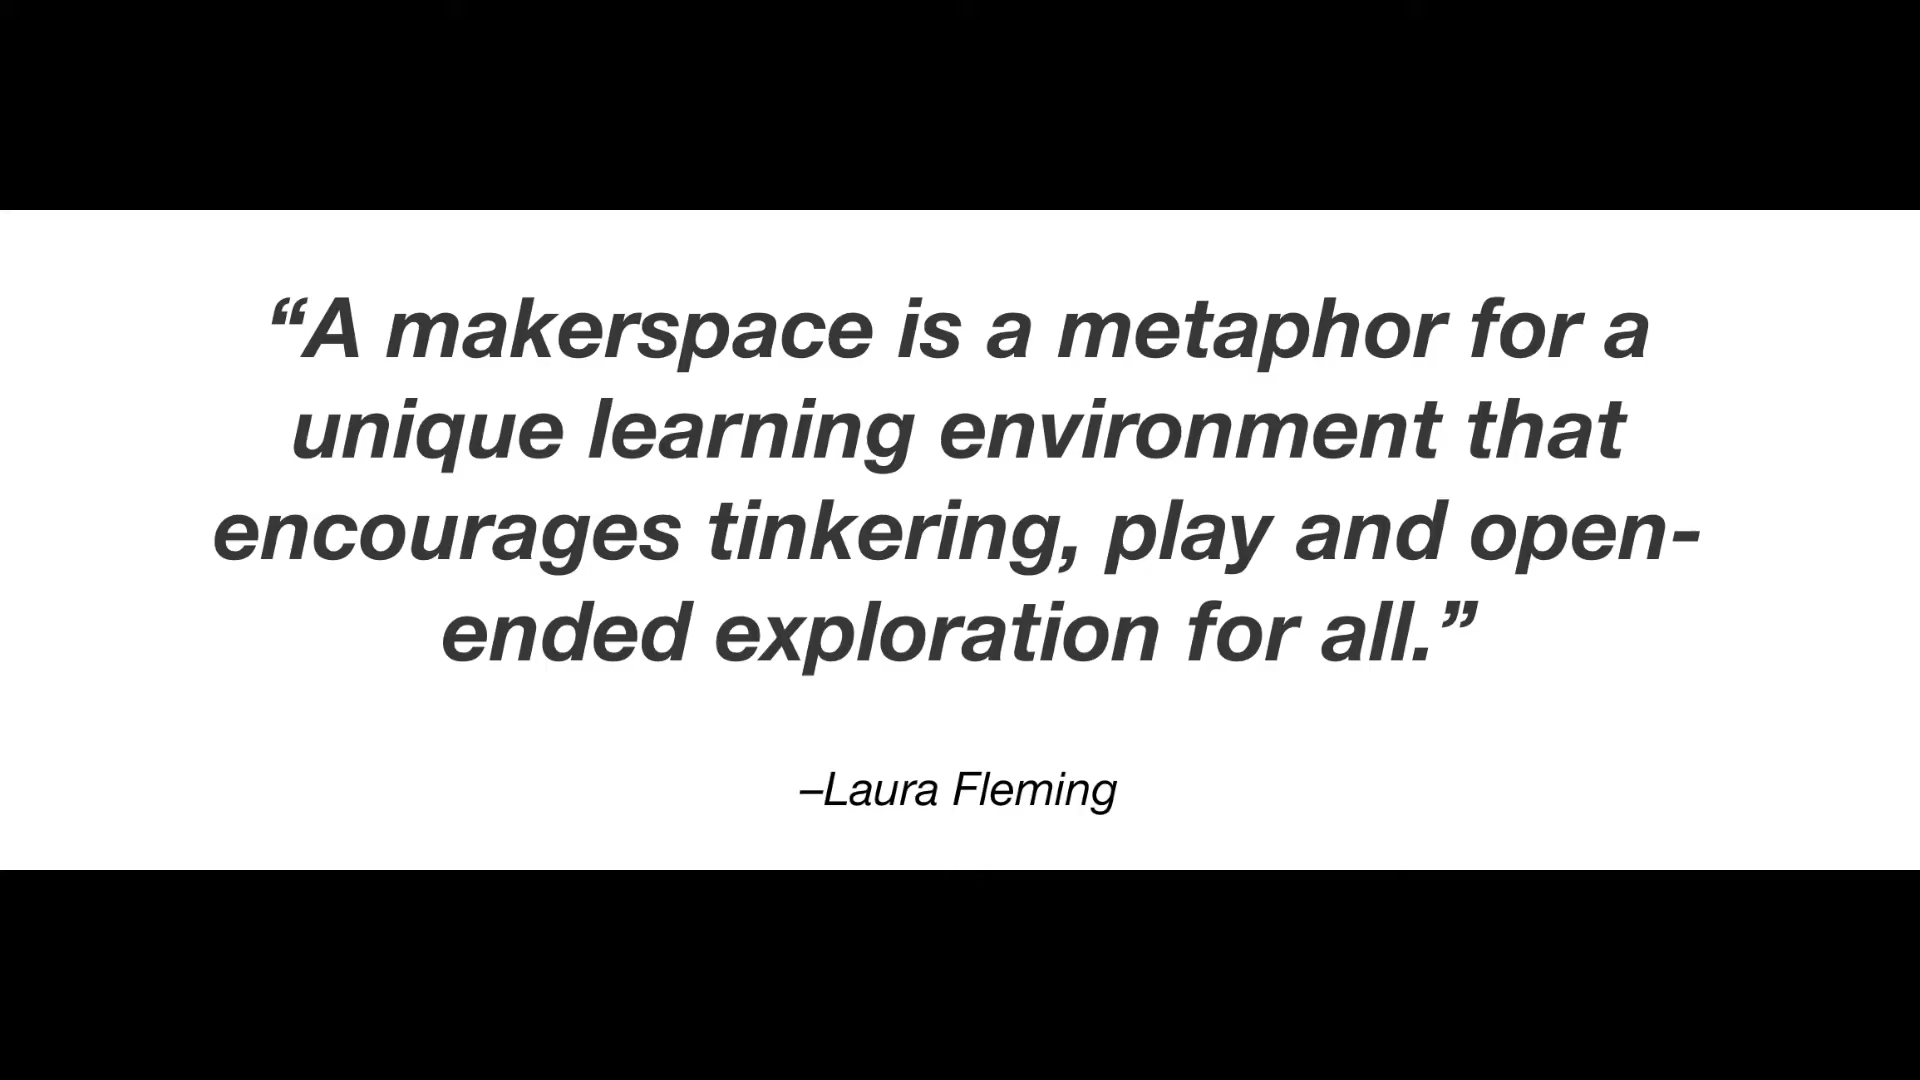 “A makerspace is a metaphor for a
unique learning environment that
encourages tinkering, play and open-
ended exploration for all.”
–Laura Fleming